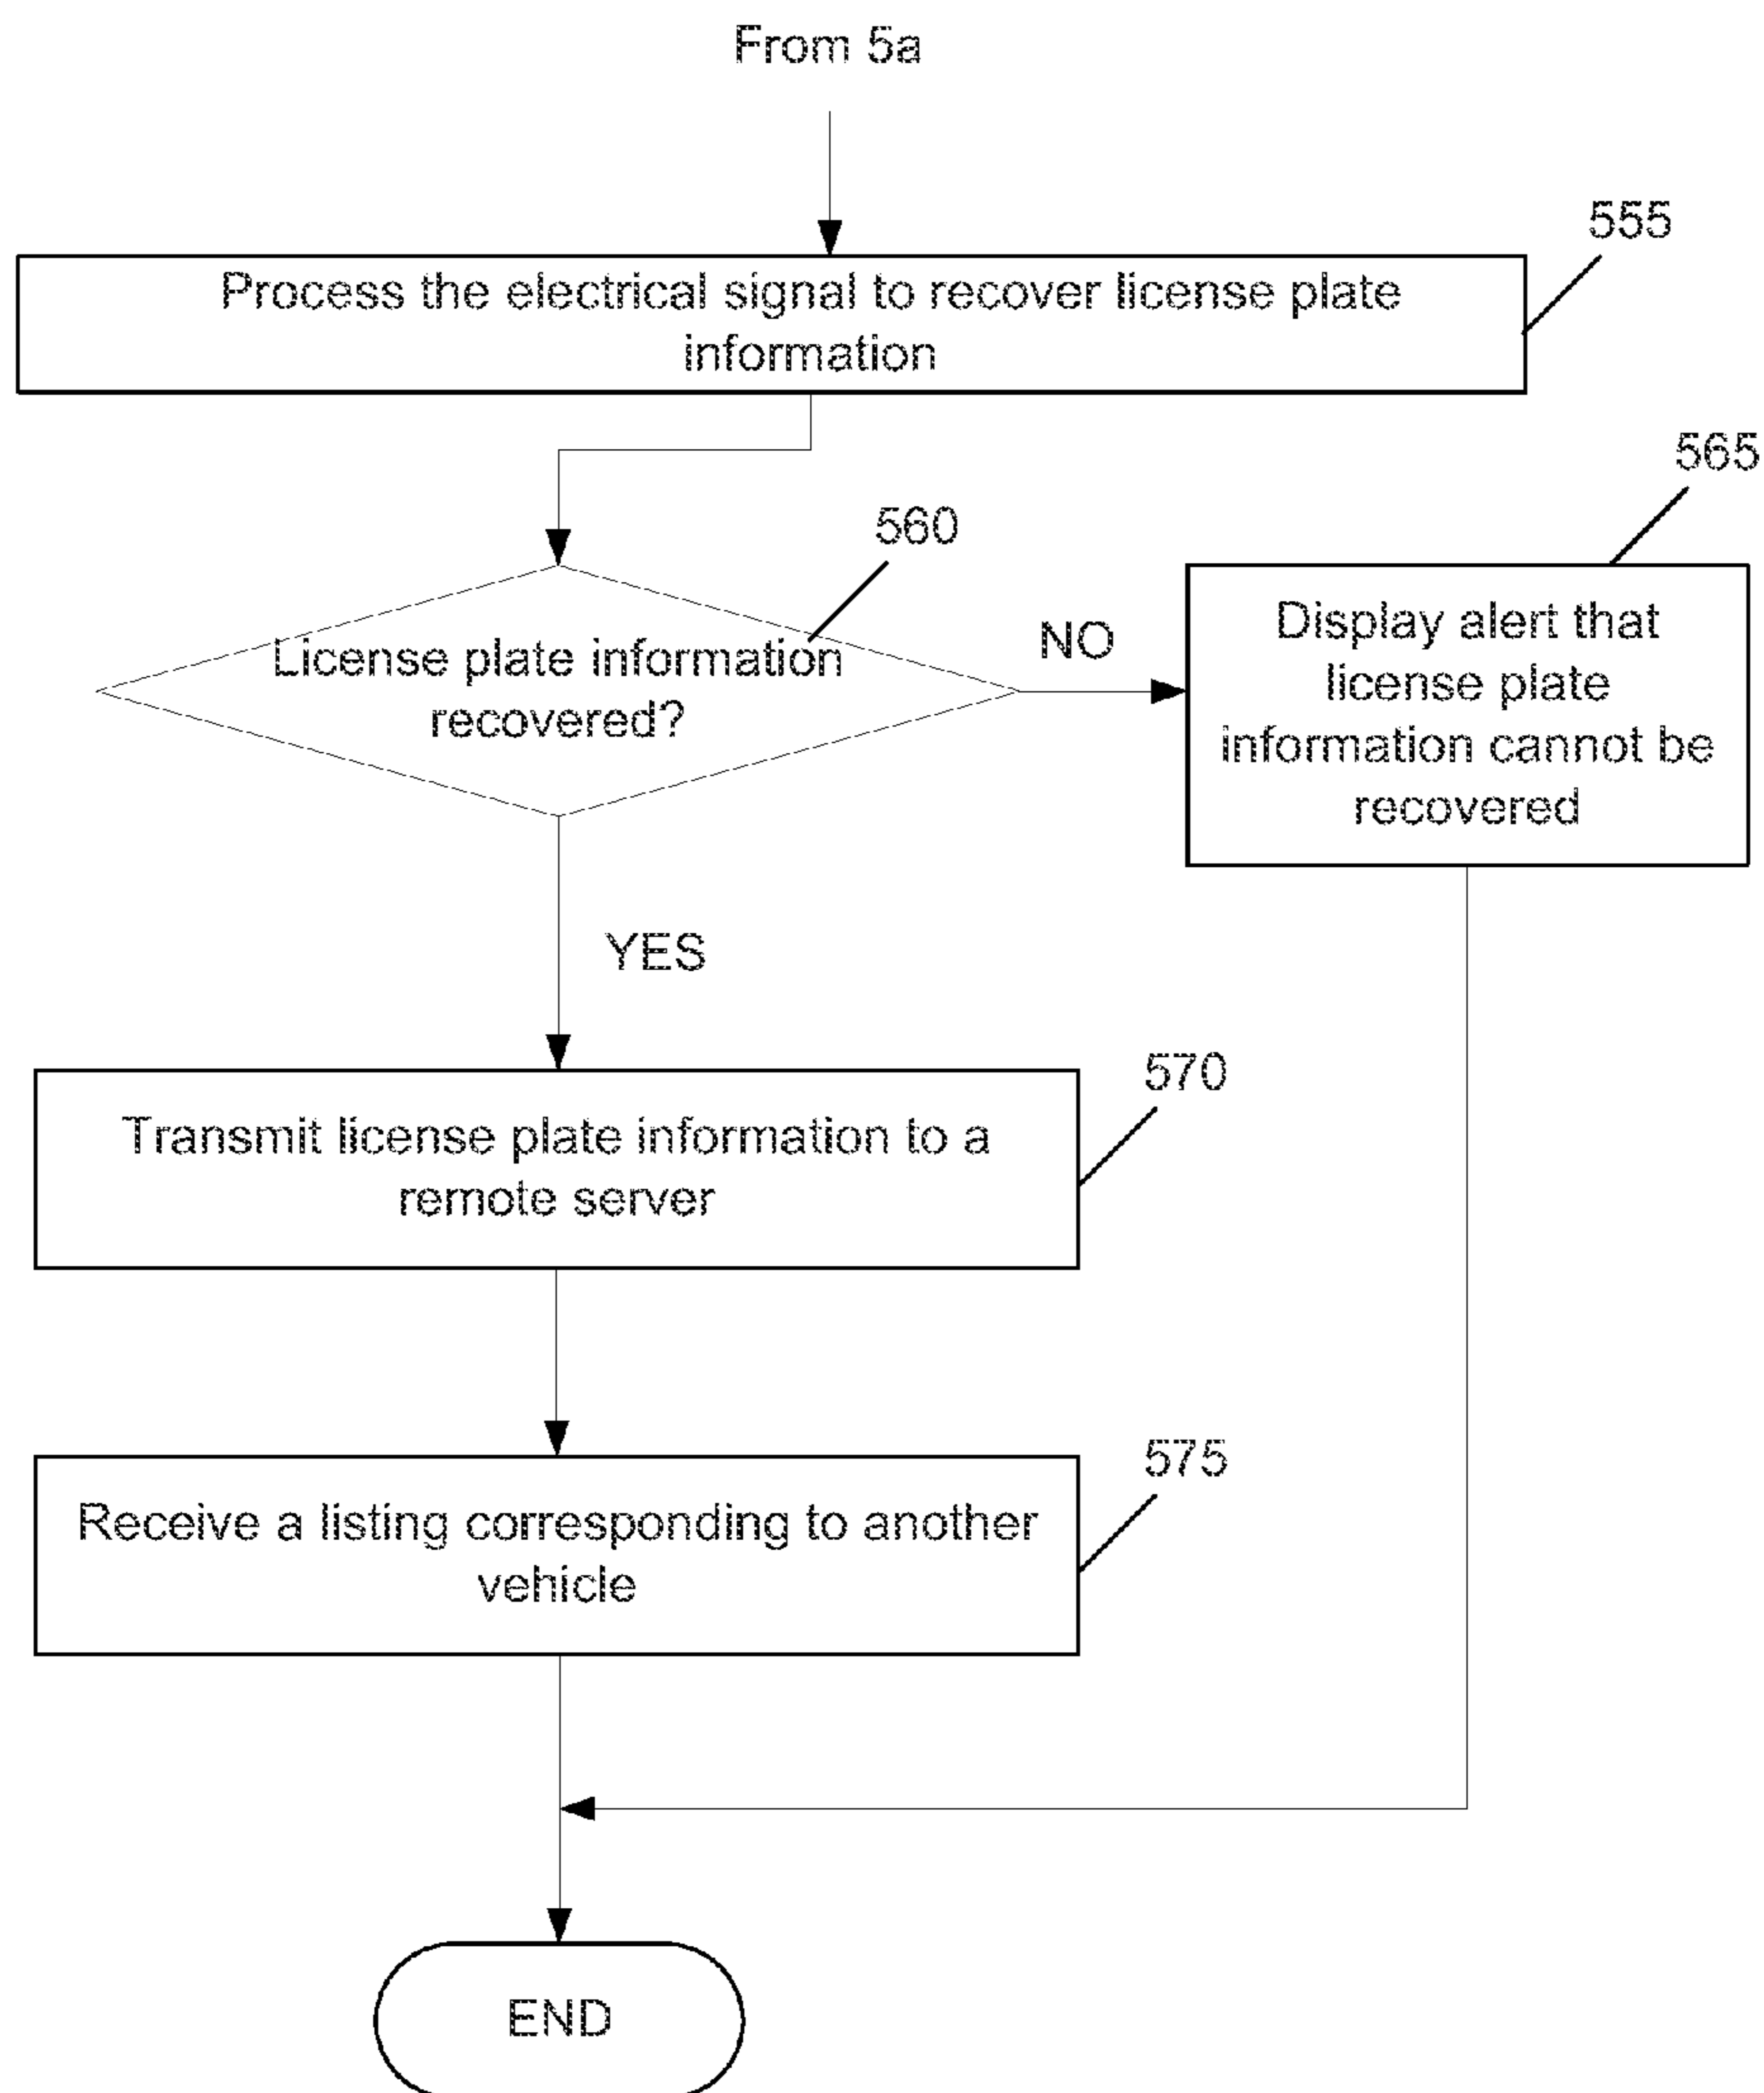 From 5a
555
Process the electrical signal to recover license plate
information
565
560
License plate information
recovered?
NO
Display alert that
license plate
information cannot be
recovered
YES
570
Transmit license plate information to a
remote server
575
Receive a listing corresponding to another
vehicle
END